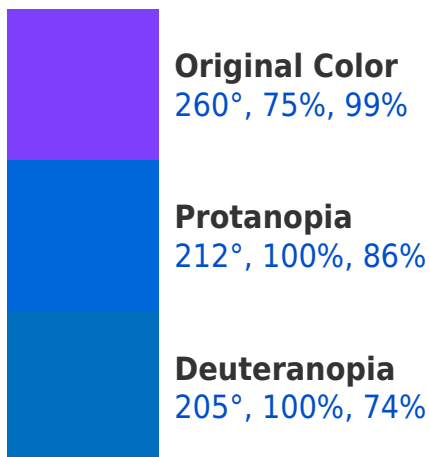 Original Color
260°, 75%, 99%
Protanopia
212°, 100%, 86%
Deuteranopia
205°, 100%, 74%